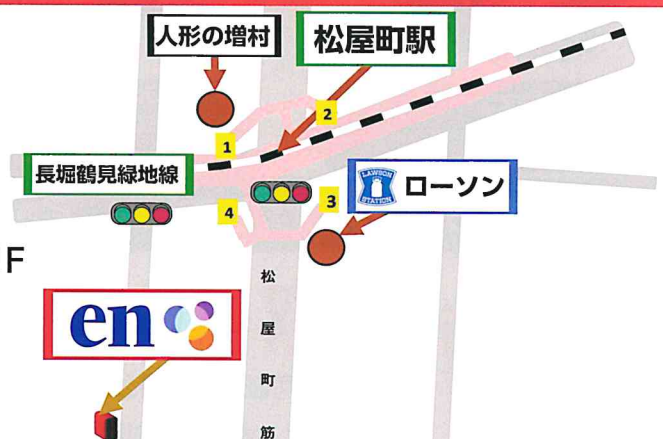 人形の増村
松屋町駅
2
1
長堀鶴見緑地線
LAWSON
STATION
ローソン
4
3
F
松
屋
町
筋
en